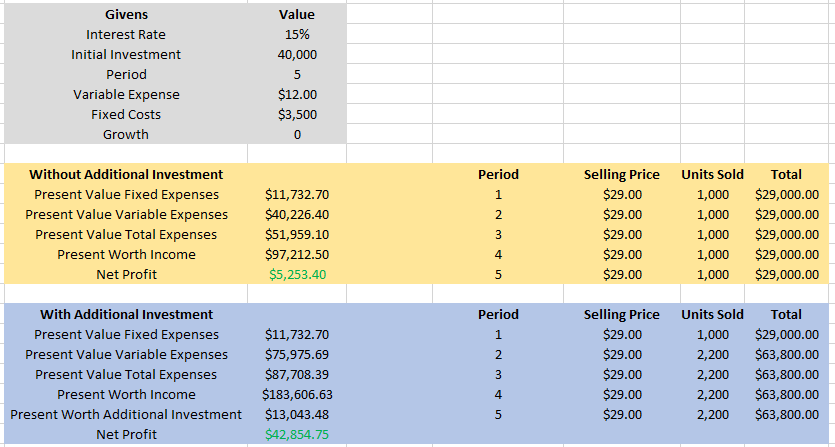 Givens Value
Interest Rate 15%
Initial Investment 40,000
Period 5
Variable Expense $12.00
Fixed Costs $3,500
Growth 0
Without Additional Investment Period Selling Price Units Sold Total
Present Value Fixed Expenses $11,732.70 1 $29.00 1,000 $29,000.00
Present Value Variable Expenses $40,226.40 2 $29.00 1,000 $29,000.00
Present Value Total Expenses $51,959.10 3 $29.00 1,000 $29,000.00
Present Worth Income $97,212.50 4 $29.00 1,000 $29,000.00
Net Profit $5,253.40 5 $29.00 1,000 $29,000.00
With Additional Investment Period Selling Price Units Sold Total
Present Value Fixed Expenses $11,732.70 1 $29.00 1,000 $29,000.00
Present Value Variable Expenses $75,975.69 2 $29.00 2,200 $63,800.00
Present Value Total Expenses $87,708.39 3 $29.00 2,200 $63,800.00
Present Worth Income $183,606.63 4 $29.00 2,200 $63,800.00
Present Worth Additional Investment $13,043.48 5 $29.00 2,200 $63,800.00
Net Profit $42,854.75